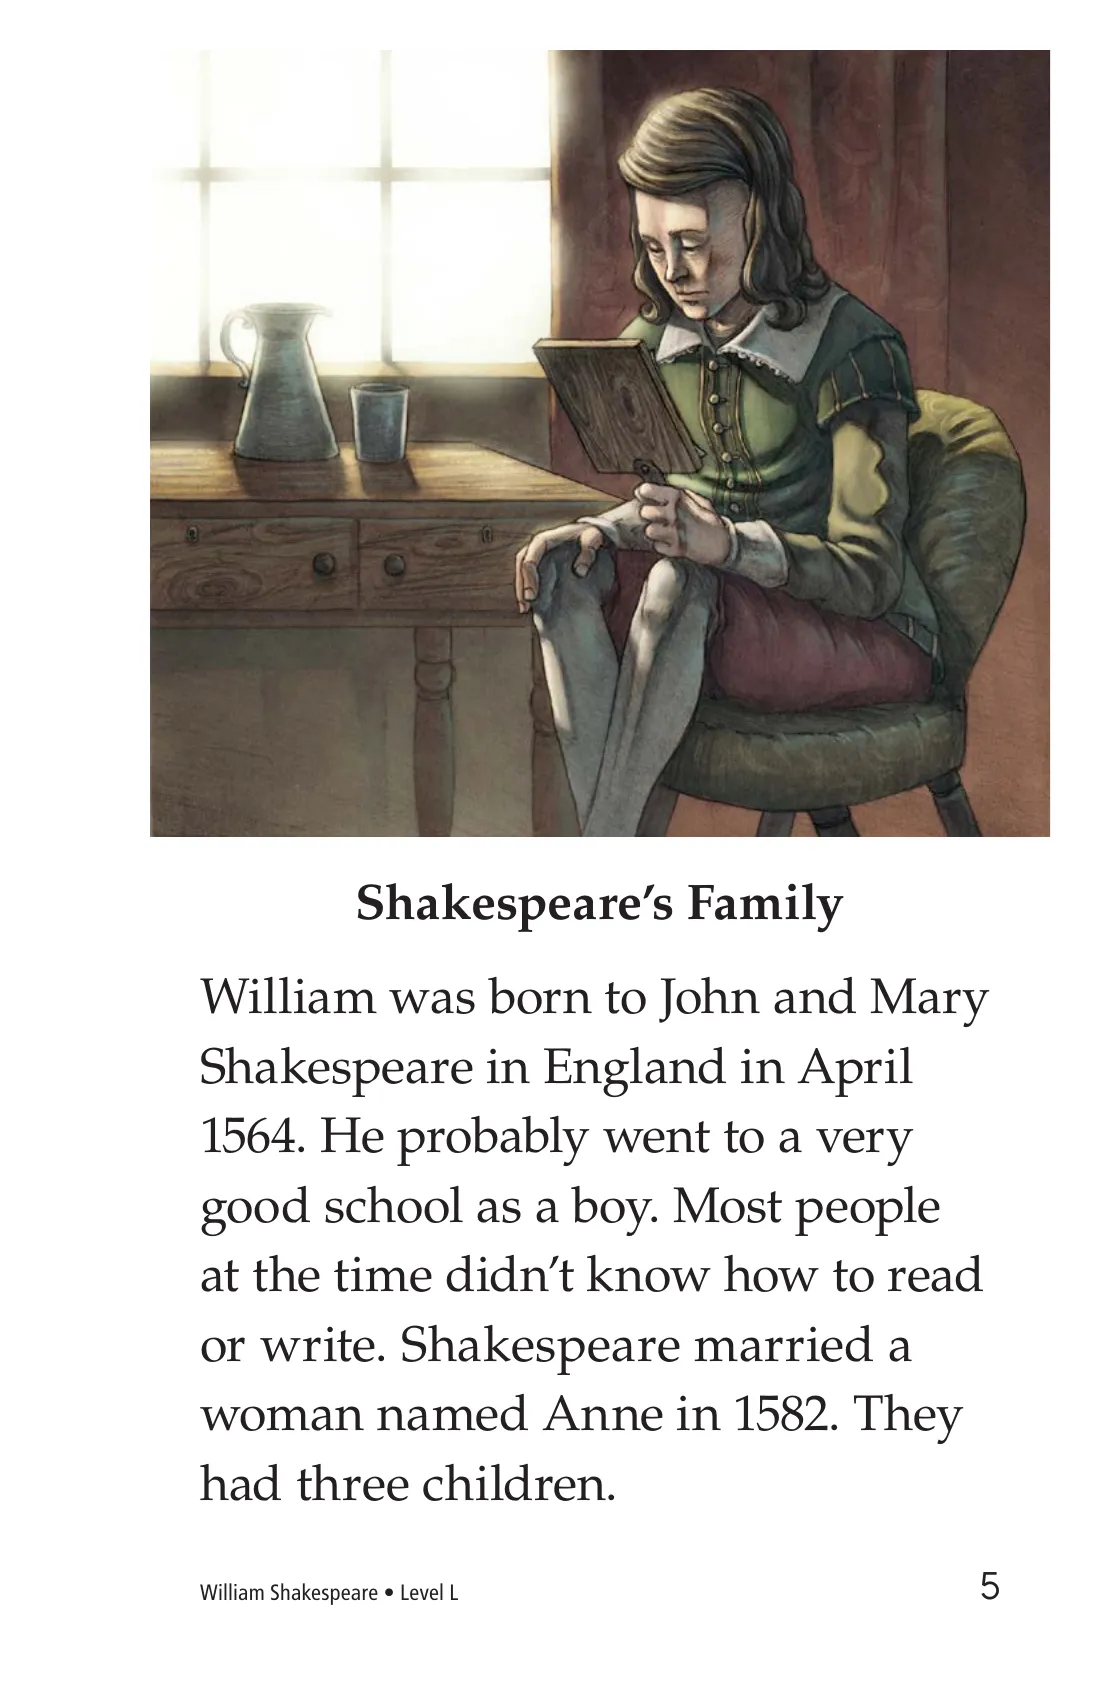 Shakespeare’s Family
William was born to John and Mary
Shakespeare in England in April
1564. He probably went to a very
good school as a boy. Most people
at the time didn’t know how to read
or write. Shakespeare married a
woman named Anne in 1582. They
had three children.
William Shakespeare • Level L
5